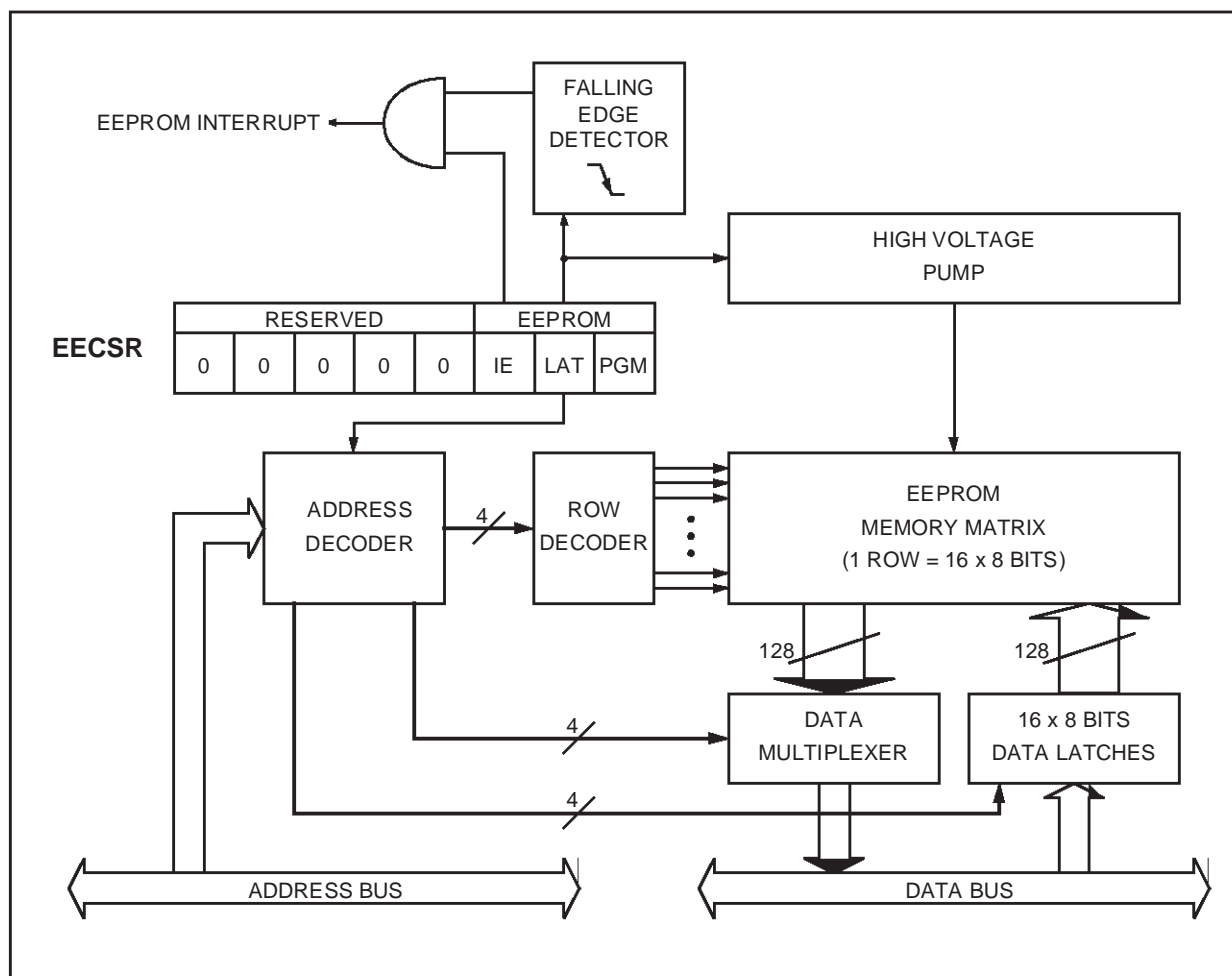 FALLING
EDGE
DETECTOR
EEPROM INTERRUPT
HIGH VOLTAGE
PUMP
EECSR
RESERVED EEPROM
0 0 0 0 0 IE LAT PGM
ADDRESS
DECODER
4
ROW
DECODER
EEPROM
MEMORY MATRIX
(1 ROW = 16 x 8 BITS)
128
128
4
DATA
MULTIPLEXER
16 x 8 BITS
DATA LATCHES
4
ADDRESS BUS
DATA BUS